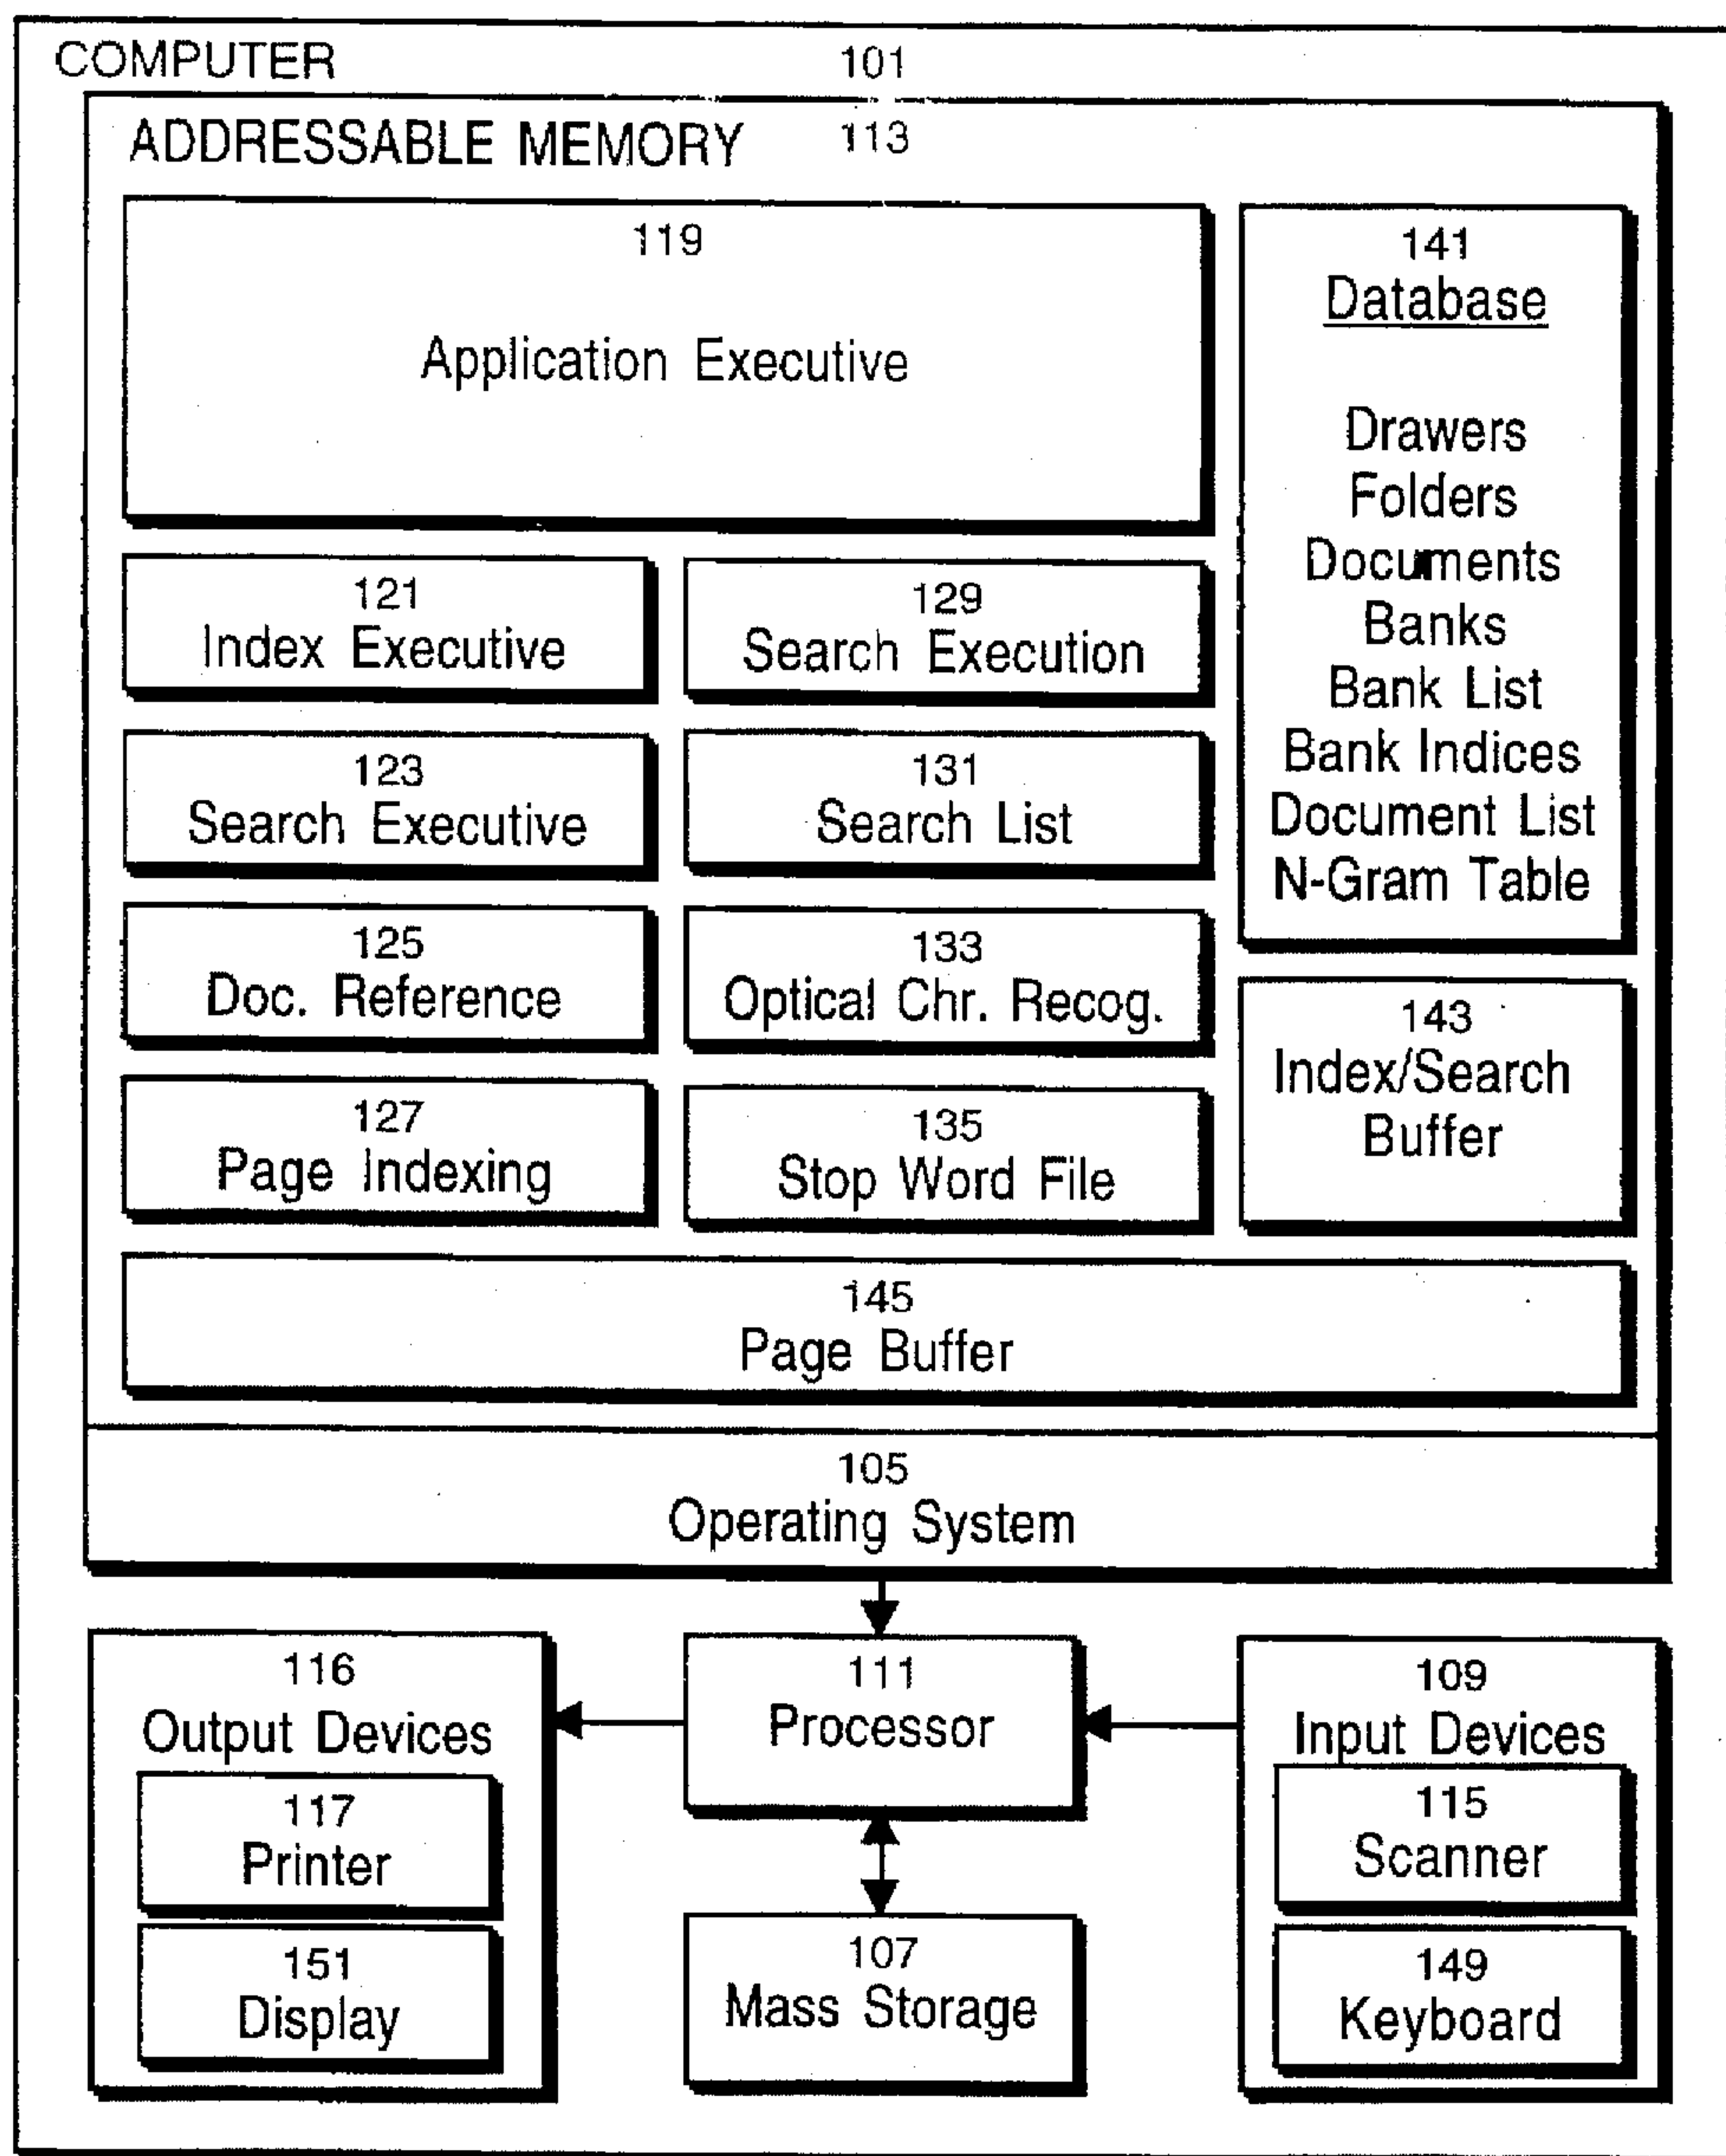 COMPUTER 101
ADDRESSABLE MEMORY 113
119
Application Executive
141
Database
Drawers
Folders
Documents
Banks
Bank List
Bank Indices
Document List
N-Gram Table
121
Index Executive
129
Search Execution
123
Search Executive
131
Search List
125
Doc. Reference
133
Optical Chr. Recog.
127
Page Indexing
135
Stop Word File
143
Index/Search
Buffer
145
Page Buffer
105
Operating System
116
Output Devices
117
Printer
151
Display
111
Processor
107
Mass Storage
109
Input Devices
115
Scanner
149
Keyboard